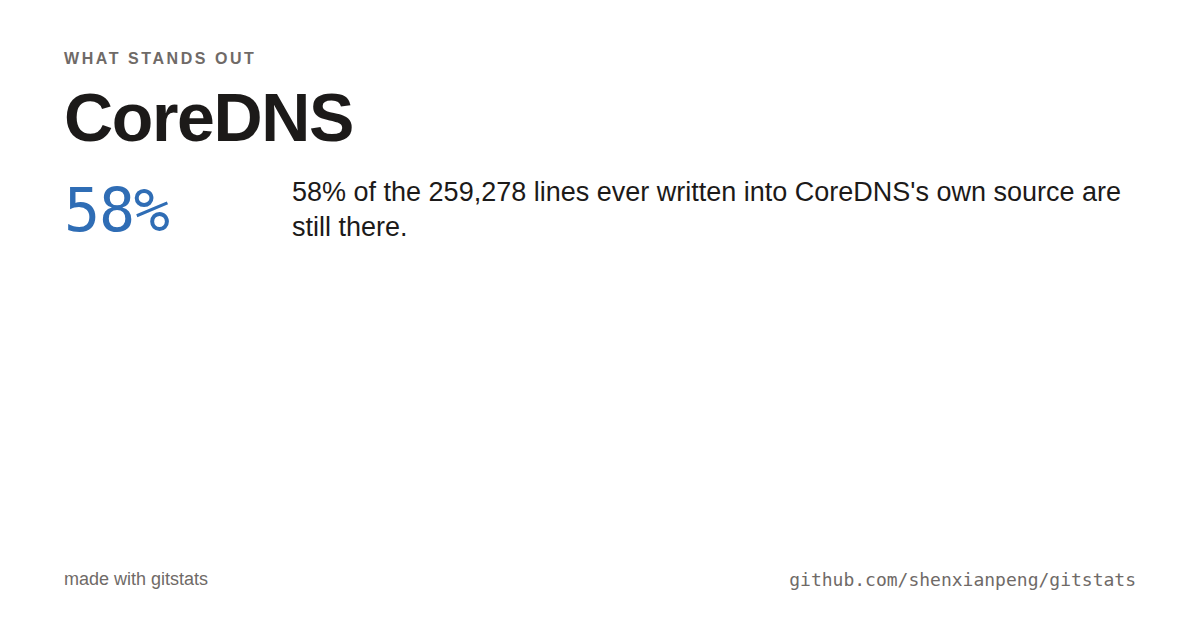 WHAT STANDS OUT
CoreDNS
58%
58% of the 259,278 lines ever written into CoreDNS's own source are
still there.
made with gitstats
github.com/shenxianpeng/gitstats